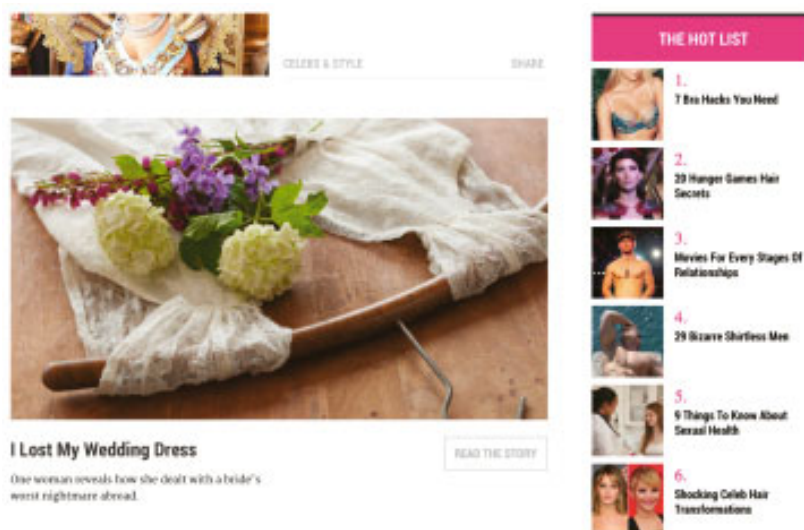 CELEBS & STYLE
SHARE
I Lost My Wedding Dress
One woman reveals how she dealt with a bride's
worst nightmare abroad.
READ THE STORY
THE HOT LIST
1.
7 Bra Hacks You Need
2.
20 Hunger Games Hair
Secrets
3.
Movies For Every Stages Of
Relationships
4.
29 Bizarre Shirtless Men
5.
9 Things To Know About
Sexual Health
6.
Shocking Celeb Hair
Transformations